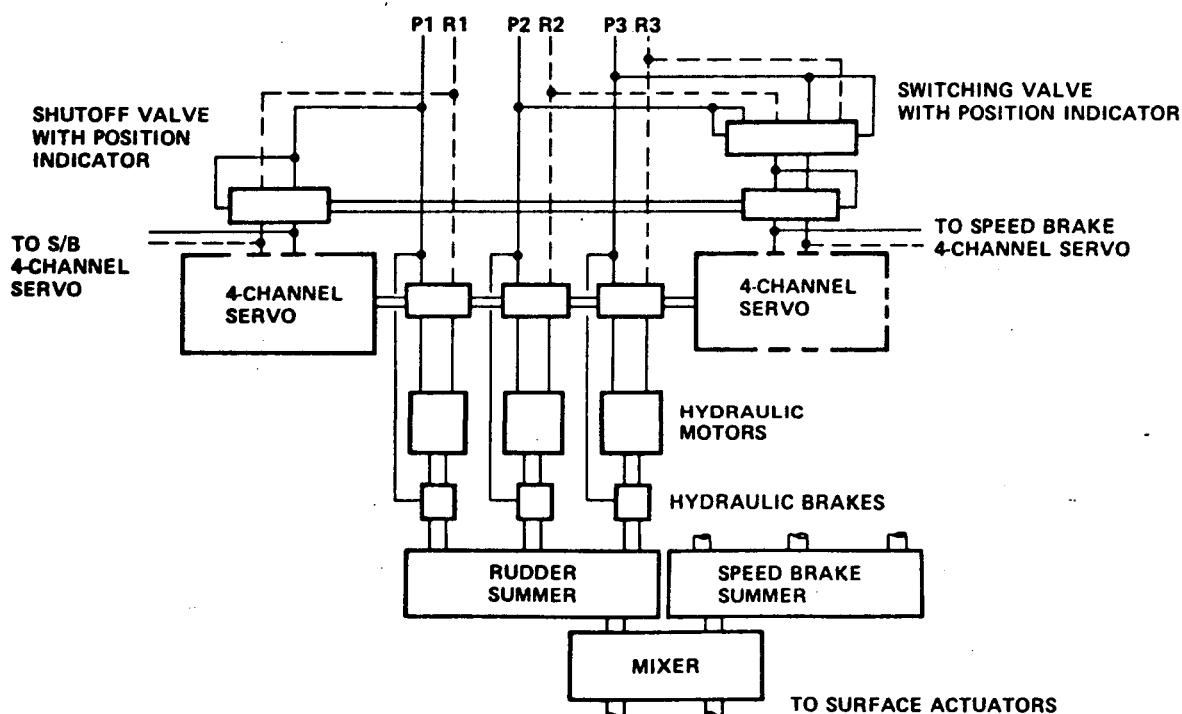 P1 R1 P2 R2 P3 R3
SHUTOFF VALVE
WITH POSITION
INDICATOR
SWITCHING VALVE
WITH POSITION INDICATOR
TO S/B
4-CHANNEL
SERVO
TO SPEED BRAKE
4-CHANNEL SERVO
4-CHANNEL
SERVO
4-CHANNEL
SERVO
HYDRAULIC
MOTORS
HYDRAULIC BRAKES
RUDDER
SUMMER
SPEED BRAKE
SUMMER
MIXER
TO SURFACE ACTUATORS